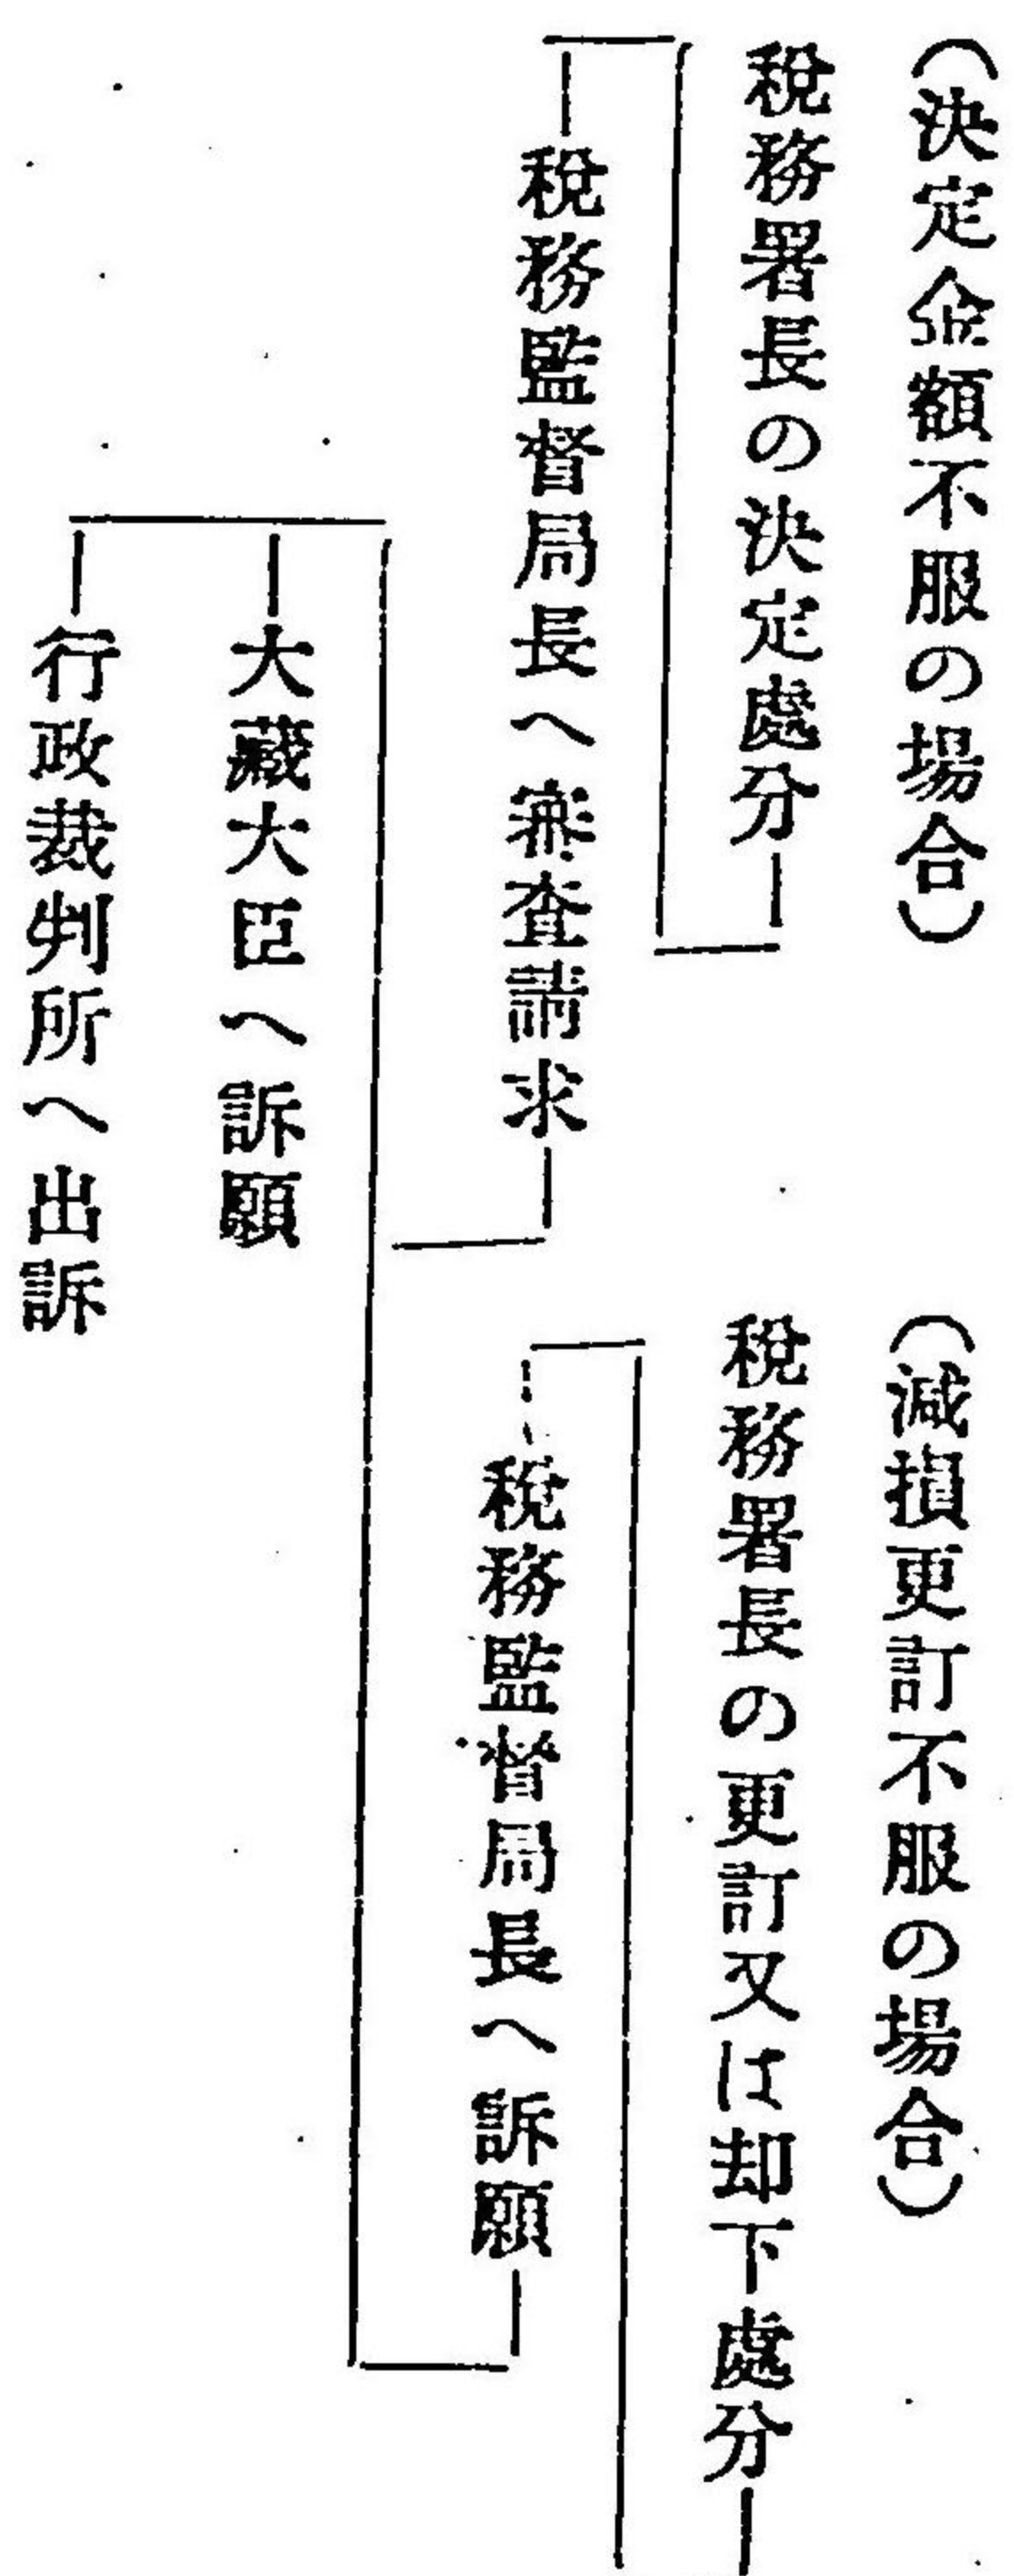 (決定金額不服の場合)
稅務署長の決定處分
稅務監督局長へ審査請求
(減損更訂不服の場合)
稅務署長の更訂又は却下處分
稅務監督局長へ訴願
大藏大臣へ訴願
行政裁判所へ出訴